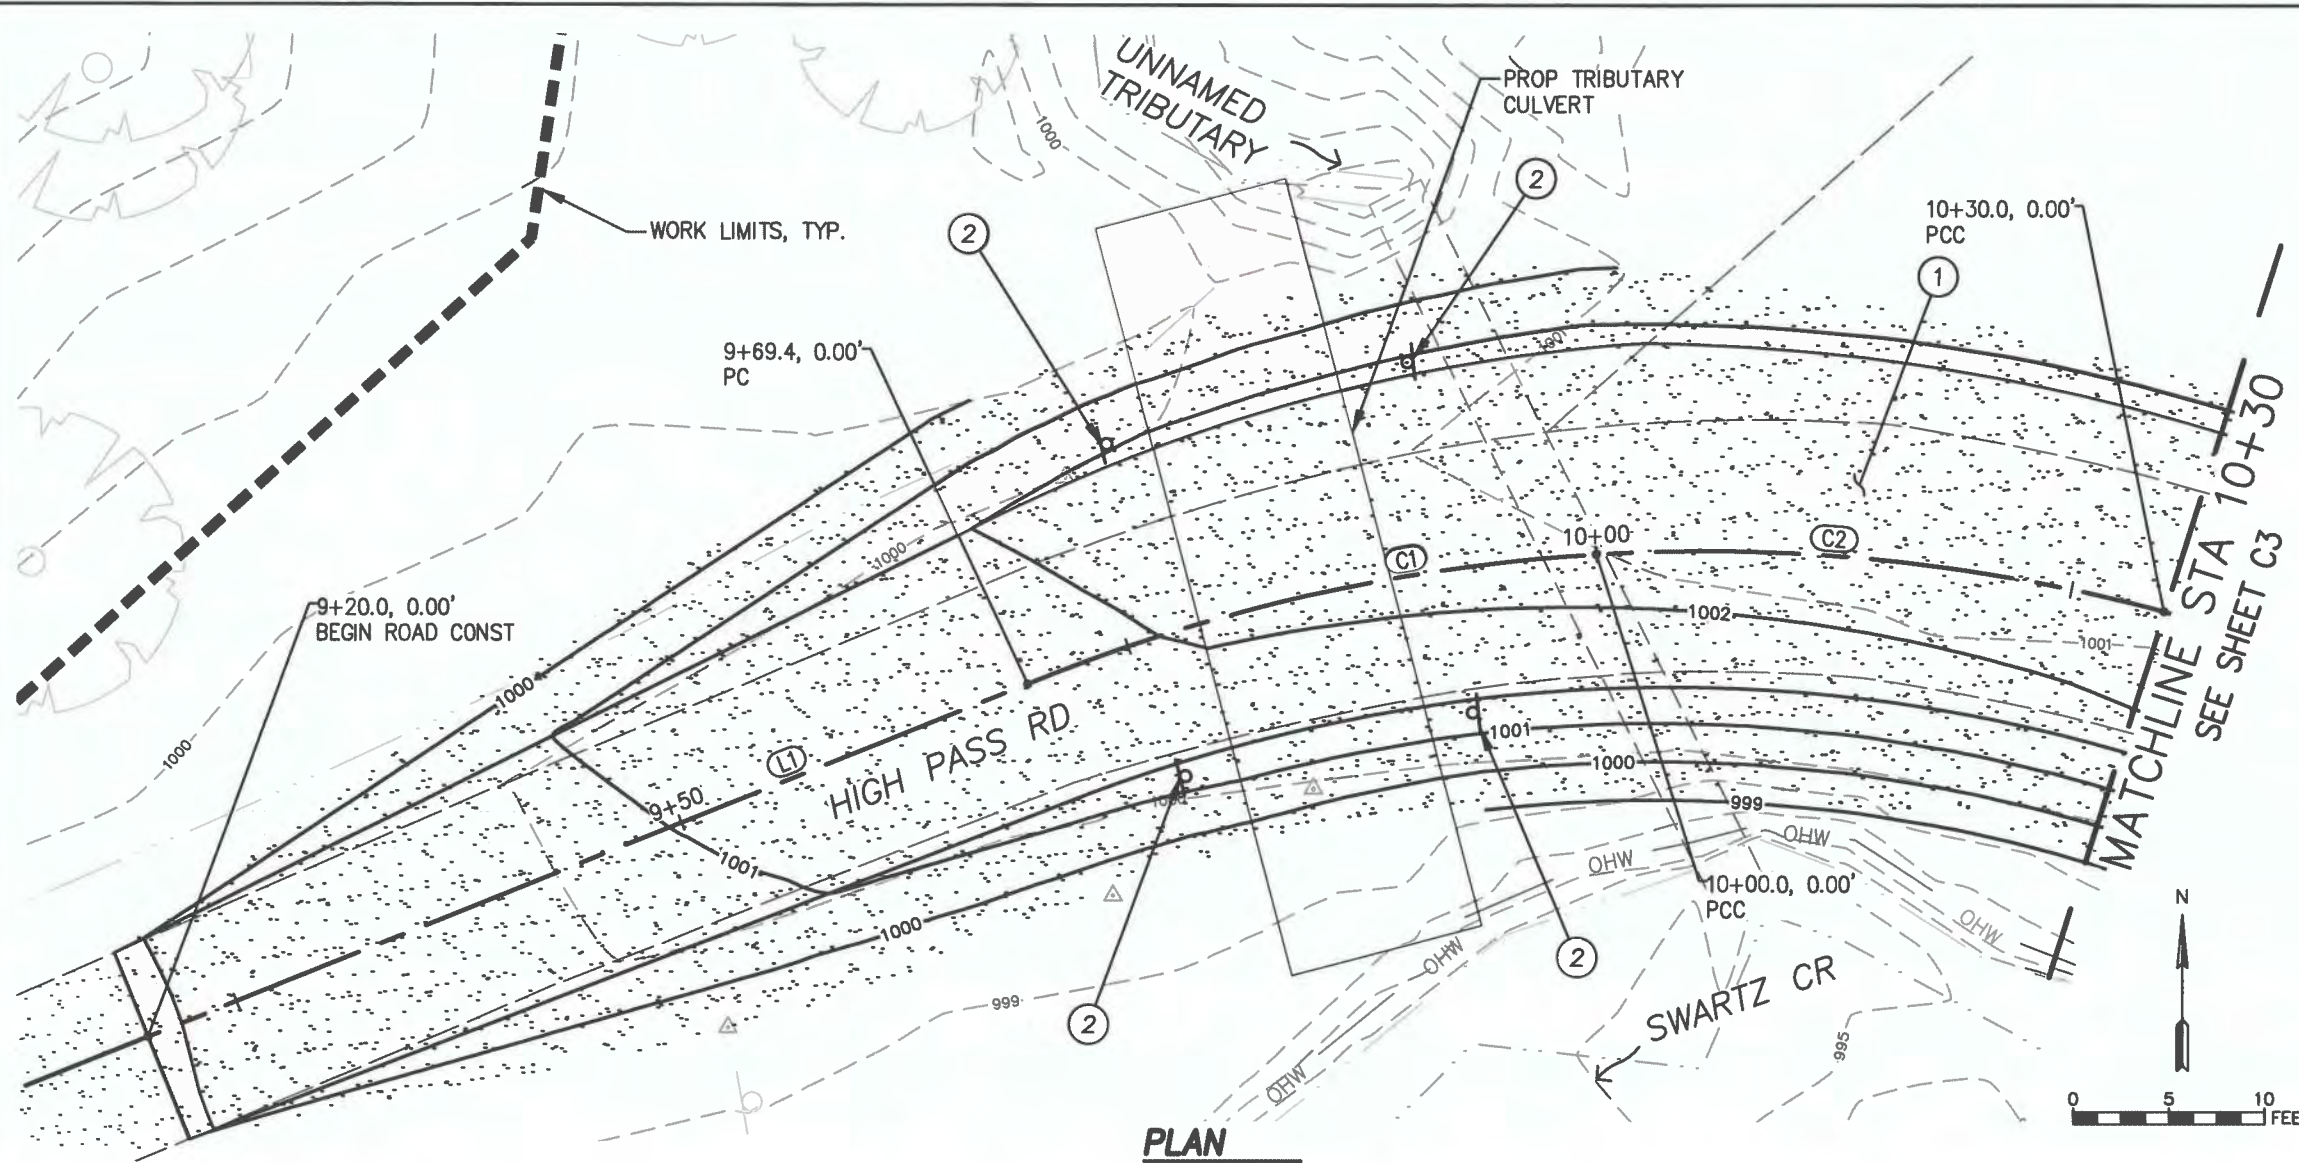 UNNAMED
TRIBUTARY
PROP TRIBUTARY
CULVERT
1000
2
2
WORK LIMITS, TYP.
10+30.0, 0.00'
PCC
1
9+69.4, 0.00'
PC
MATCHLINE STA 10+30
SEE SHEET C3
1000
10+00
C1
C2
9+20.0, 0.00'
BEGIN ROAD CONST
1002
1001
1000
1000
L1
HIGH PASS RD
9+50
1001
1001
1000
999
OHW
OHW
OHW
OHW
OHW
10+00.0, 0.00'
PCC
1000
999
2
2
SWARTZ CR
995
N
0 5 10
FEE
PLAN